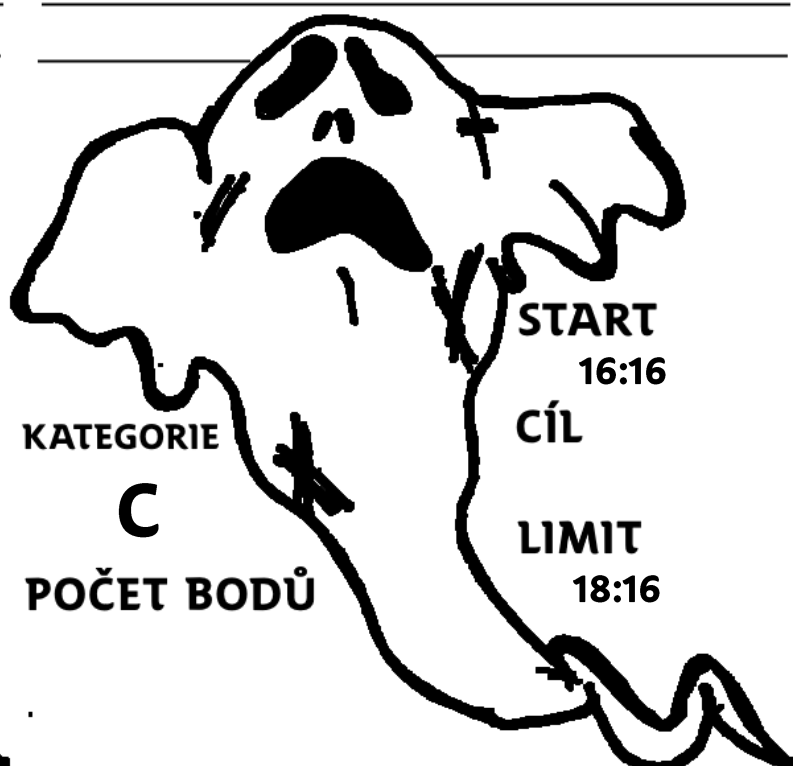 START
16:16
CÍL
KATEGORIE
C
LIMIT
18:16
POČET BODŮ